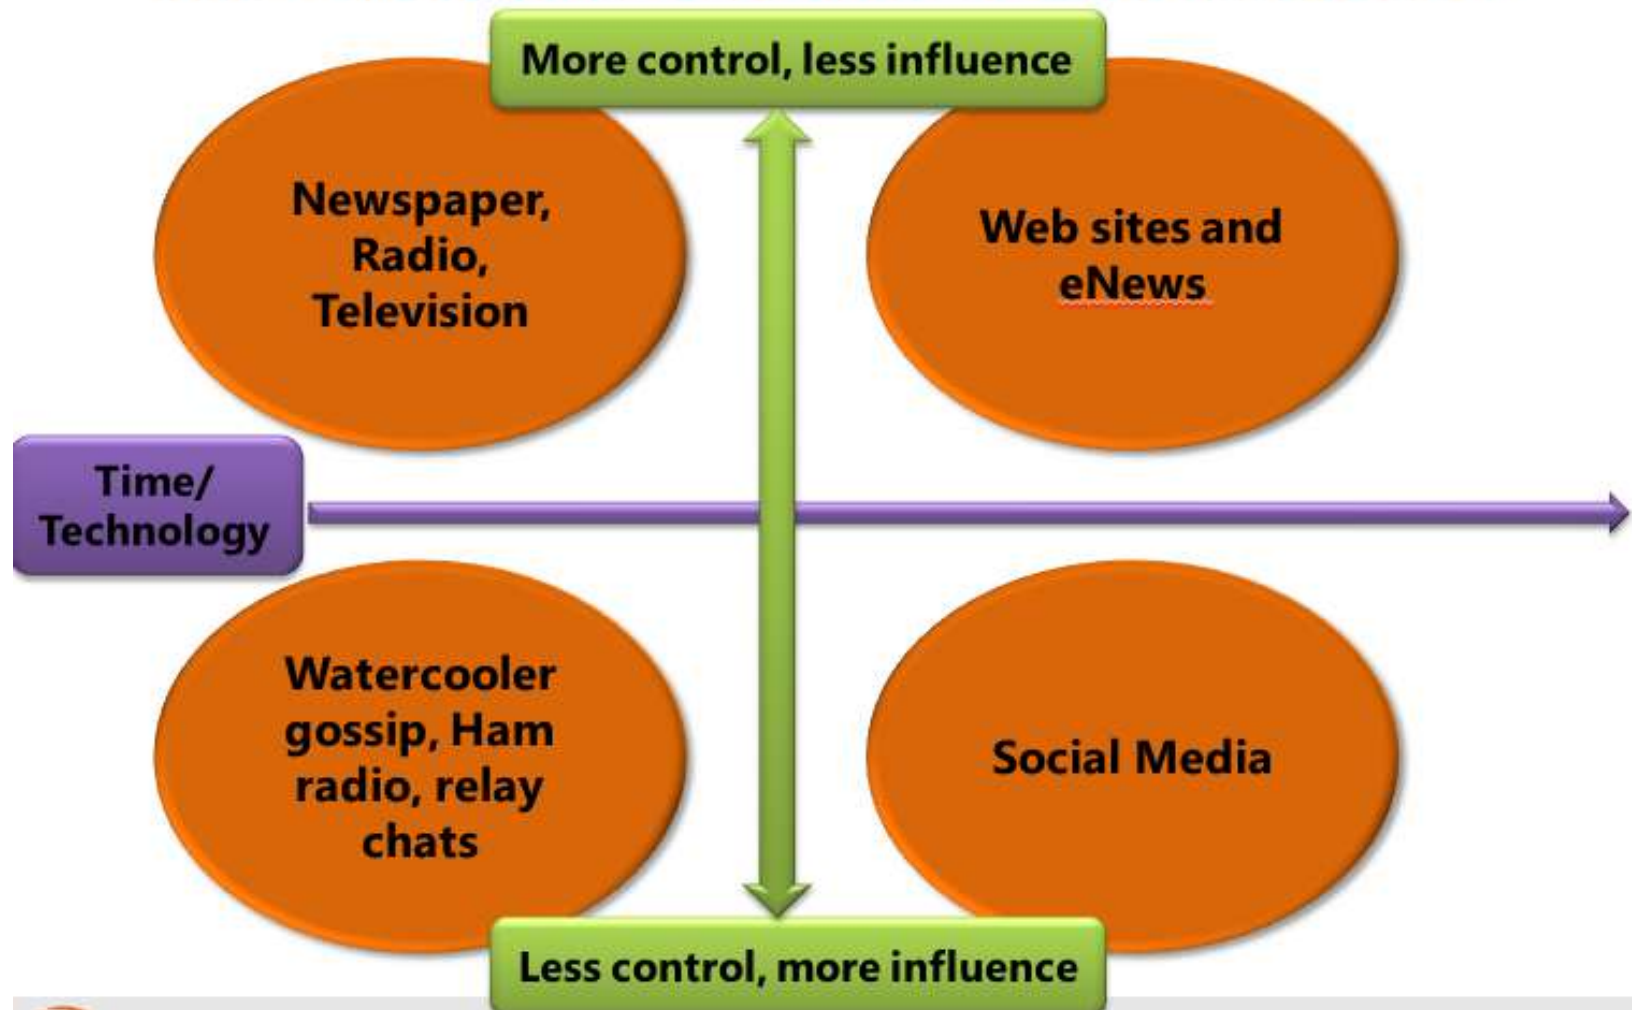 More control, less influence
Newspaper,
Radio,
Television
Web sites and
eNews
Time/
Technology
Watercooler
gossip, Ham
radio, relay
chats
Social Media
Less control, more influence